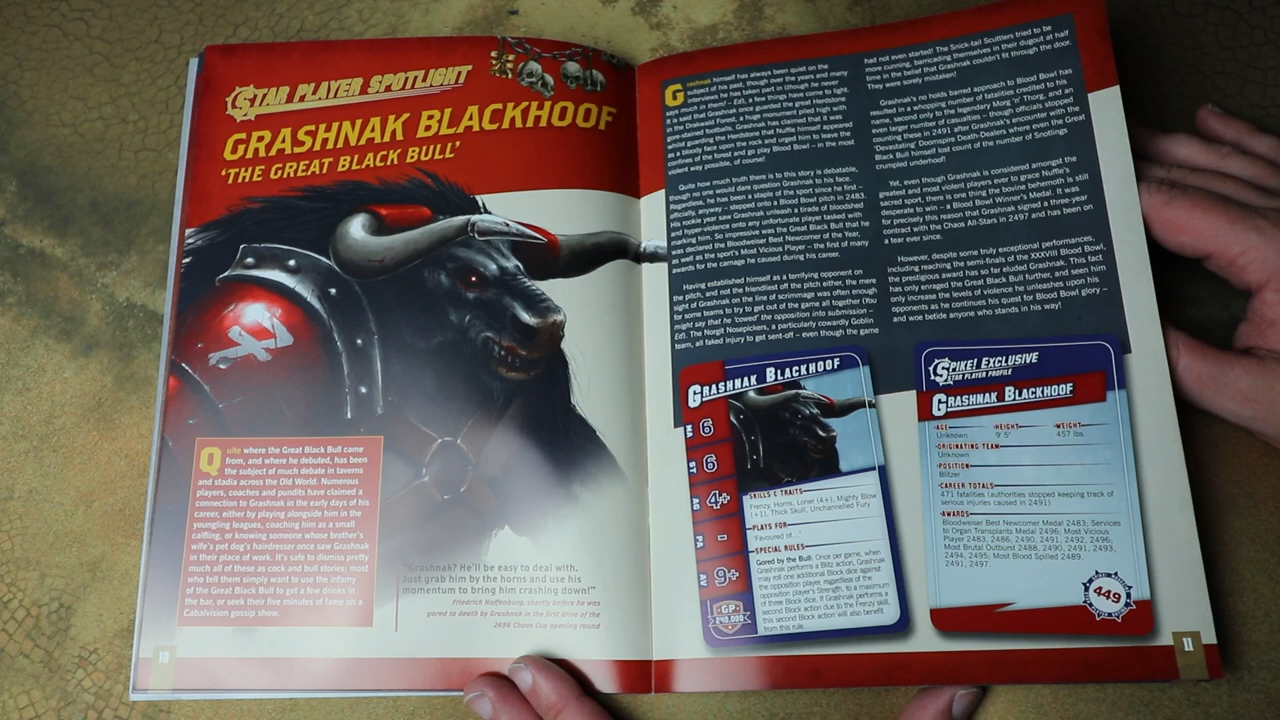 STAR PLAYER SPOTLIGHT
GRASHNAK BLACKHOOF
'THE GREAT BLACK BULL'
Quite where the Great Black Bull came
from, and where he debuted, has been
the subject of much debate in taverns
and stadia across the Old World. Numerous
players, coaches and pundits have claimed a
connection to Grashnak in the early days of his
career, either by playing alongside him in the
youngling leagues, coaching him as a small
calfling, or knowing someone whose brother's
wife's pet dog's hairdresser once saw Grashnak
in their place of work. It's safe to dismiss pretty
much all of these as cock and bull stories; most
who tell them simply want to use the infamy
of the Great Black Bull to get a few drinks in
the bar, or seek their five minutes of fame on a
Cabalvision gossip show.
"Grashnak? He'll be easy to deal with.
Just grab him by the horns and use his
momentum to bring him crashing down!"
Friedrich Haffenburg, shortly before he was
gored to death by Grashnak in the first drive of the
2496 Chaos Cup opening round
10
Grashnak himself has always been quiet on the
subject of his past, though over the years and many
interviews he has taken part in (though he never
says much in them! – Ed), a few things have come to light.
It is said that Grashnak once guarded the great Herdstone
in the Drakwald Forest, a huge monument piled high with
gore-stained footballs. Grashnak has claimed that it was
whilst guarding the Herdstone that Nuffle himself appeared
as a bloody face upon the rock and urged him to leave the
confines of the forest and go play Blood Bowl – in the most
violent way possible, of course!
Quite how much truth there is to this story is debatable,
though no one would dare question Grashnak to his face.
Regardless, he has been a staple of the sport since he first –
officially, anyway – stepped onto a Blood Bowl pitch in 2483.
His rookie year saw Grashnak unleash a tirade of bloodshed
and hyper-violence onto any unfortunate player tasked with
marking him. So impressive was the Great Black Bull that he
was declared the Bloodweiser Best Newcomer of the Year,
as well as the sport's Most Vicious Player – the first of many
awards for the carnage he caused during his career.
Having established himself as a terrifying opponent on
the pitch, and not the friendliest off the pitch either, the mere
sight of Grashnak on the line of scrimmage was often enough
for some teams to try to get out of the game all together (You
might say that he 'cowed' the opposition into submission –
Ed). The Norgit Nosepickers, a particularly cowardly Goblin
team, all faked injury to get sent-off – even though the game
had not even started! The Snick-tail Scuttlers tried to be
more cunning, barricading themselves in their dugout at half
time in the belief that Grashnak couldn't fit through the door.
They were sorely mistaken!
Grashnak's no holds barred approach to Blood Bowl has
resulted in a whopping number of fatalities credited to his
name, second only to the legendary Morg 'n' Thorg, and an
even larger number of casualties – though officials stopped
counting these in 2491 after Grashnak's encounter with the
'Devastating' Doomspire Death-Dealers where even the Great
Black Bull himself lost count of the number of Snotlings
crumpled underhoof!
Yet, even though Grashnak is considered amongst the
greatest and most violent players ever to grace Nuffle's
sacred sport, there is one thing the bovine behemoth is still
desperate to win – a Blood Bowl Winner's Medal. It was
for precisely this reason that Grashnak signed a three-year
contract with the Chaos All-Stars in 2497 and has been on
a tear ever since.
However, despite some truly exceptional performances,
including reaching the semi-finals of the XXXVIII Blood Bowl,
the prestigious award has so far eluded Grashnak. This fact
has only enraged the Great Black Bull further, and seen him
only increase the levels of violence he unleashes upon his
opponents as he continues his quest for Blood Bowl glory –
and woe betide anyone who stands in his way!
GRASHNAK BLACKHOOF
MA 6
ST 6
AG 4+
PA -
AV 9+
GP
240,000
SKILLS & TRAITS
Frenzy, Horns, Loner (4+), Mighty Blow
(+1), Thick Skull, Unchannelled Fury
PLAYS FOR
'Favoured of...'
SPECIAL RULES
Gored by the Bull: Once per game, when
Grashnak performs a Blitz action, Grashnak
may roll one additional Block dice against
the opposition player, regardless of the
opposition player's Strength, to a maximum
of three Block dice. If Grashnak performs a
second Block action due to the Frenzy skill,
this second Block action will also benefit
from this rule.
SPIKE! EXCLUSIVE
STAR PLAYER PROFILE
GRASHNAK BLACKHOOF
AGE HEIGHT WEIGHT
Unknown 9' 5" 457 lbs
ORIGINATING TEAM
Unknown
POSITION
Blitzer
CAREER TOTALS
471 fatalities (authorities stopped keeping track of
serious injuries caused in 2491)
AWARDS
Bloodweiser Best Newcomer Medal 2483; Services
to Organ Transplants Medal 2496; Most Vicious
Player 2483, 2486, 2490, 2491, 2492, 2496;
Most Brutal Outburst 2488, 2490, 2491, 2493,
2494, 2495; Most Blood Spilled 2489,
2491, 2497.
449
11